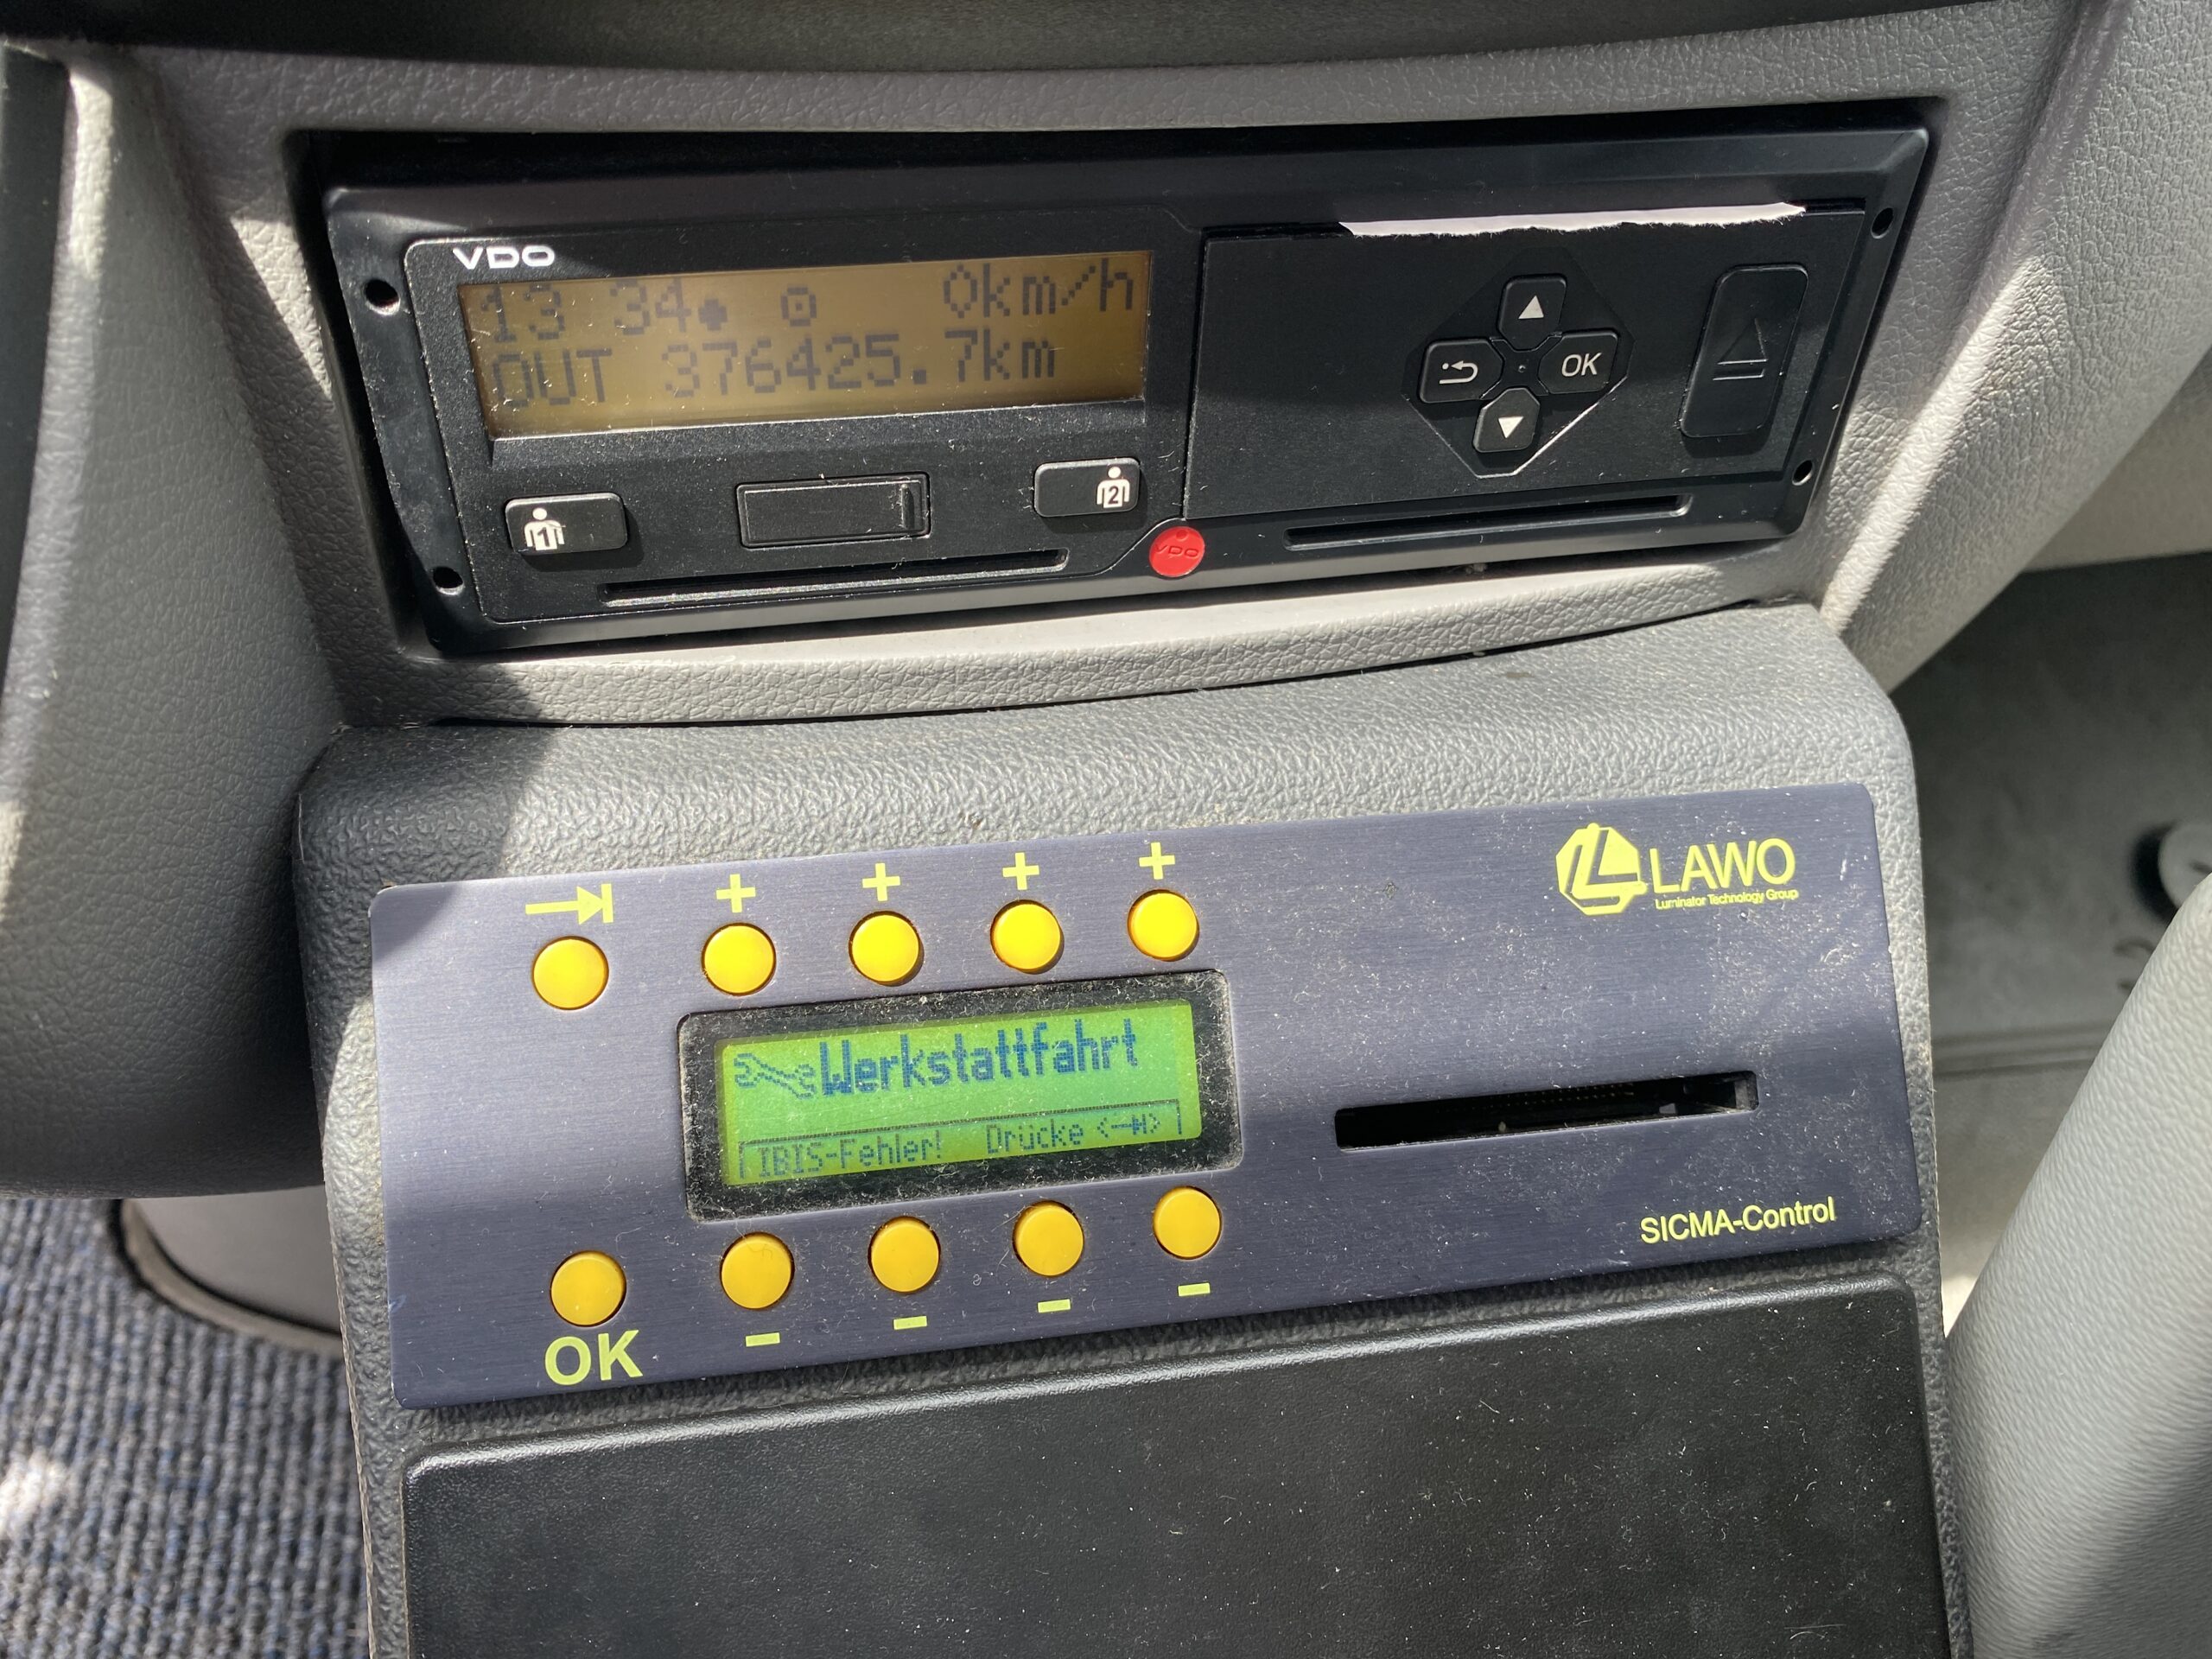 VDO
13 34 0km/h
OUT 376425.7km
OK
1
2
VDO
LAWO
Luminator Technology Group
+ + + +
Werkstattfahrt
IBIS-Fehler! Drücke
SICMA-Control
- - - -
OK